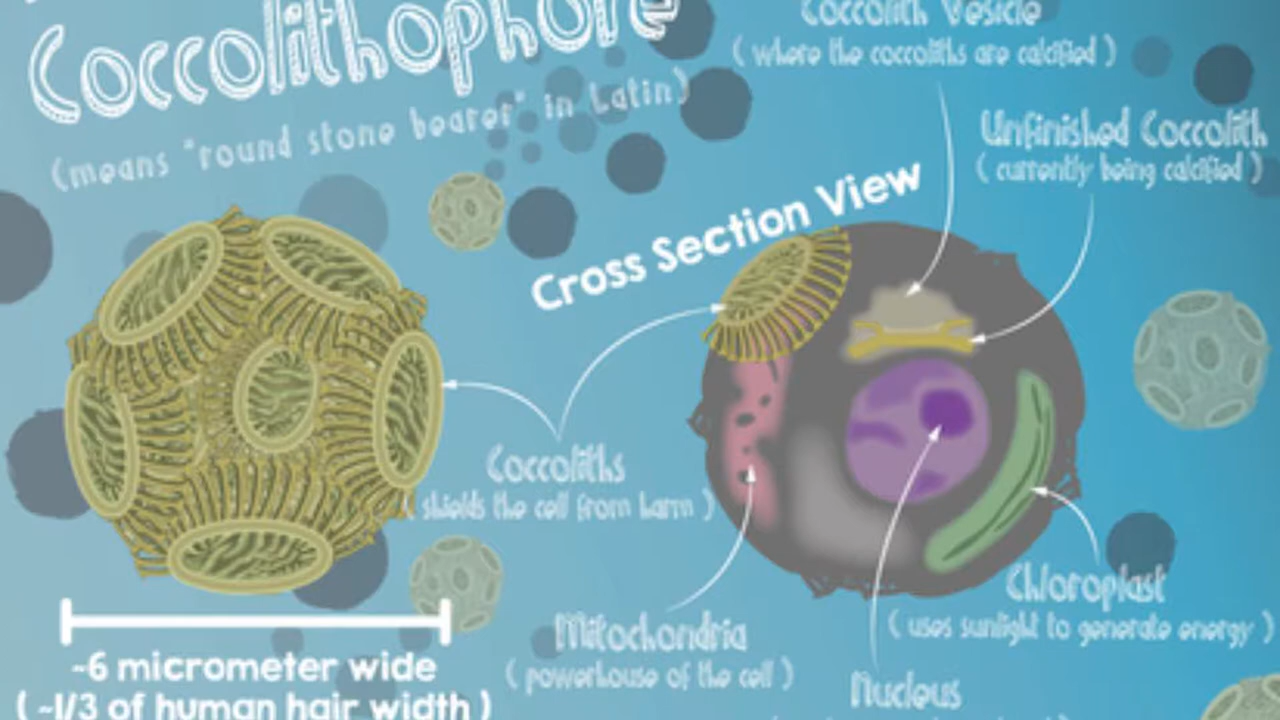 Coccolithophore
(means "round stone bearer" in Latin)
Coccolith Vesicle
( where the coccoliths are calcified )
Unfinished Coccolith
( currently being calcified )
Cross Section View
Coccoliths
( shields the cell from harm )
Chloroplast
( uses sunlight to generate energy )
Mitochondria
( powerhouse of the cell )
Nucleus
~6 micrometer wide
( ~1/3 of human hair width )